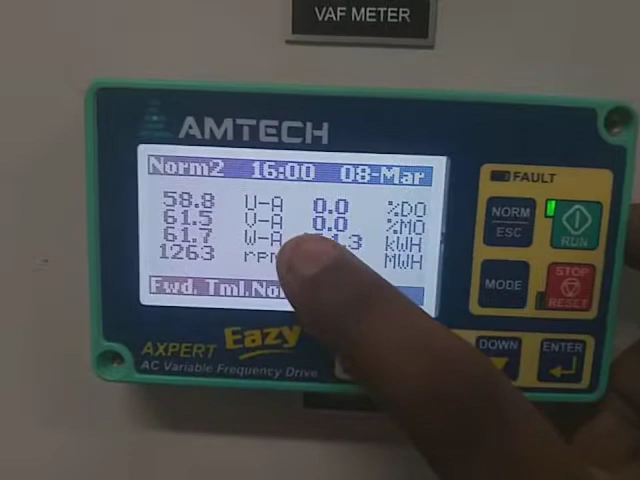 VAF METER
AMTECH
Norm2 16:00 08-Mar
58.8 U-A 0.0 %DO
61.5 V-A 0.0 %MO
61.7 W-A .3 kWH
1263 rpm MWH
Fwd. Tml.
FAULT
NORM
ESC
RUN
MODE
STOP
RESET
DOWN
ENTER
AXPERT Eazy
AC Variable Frequency Drive